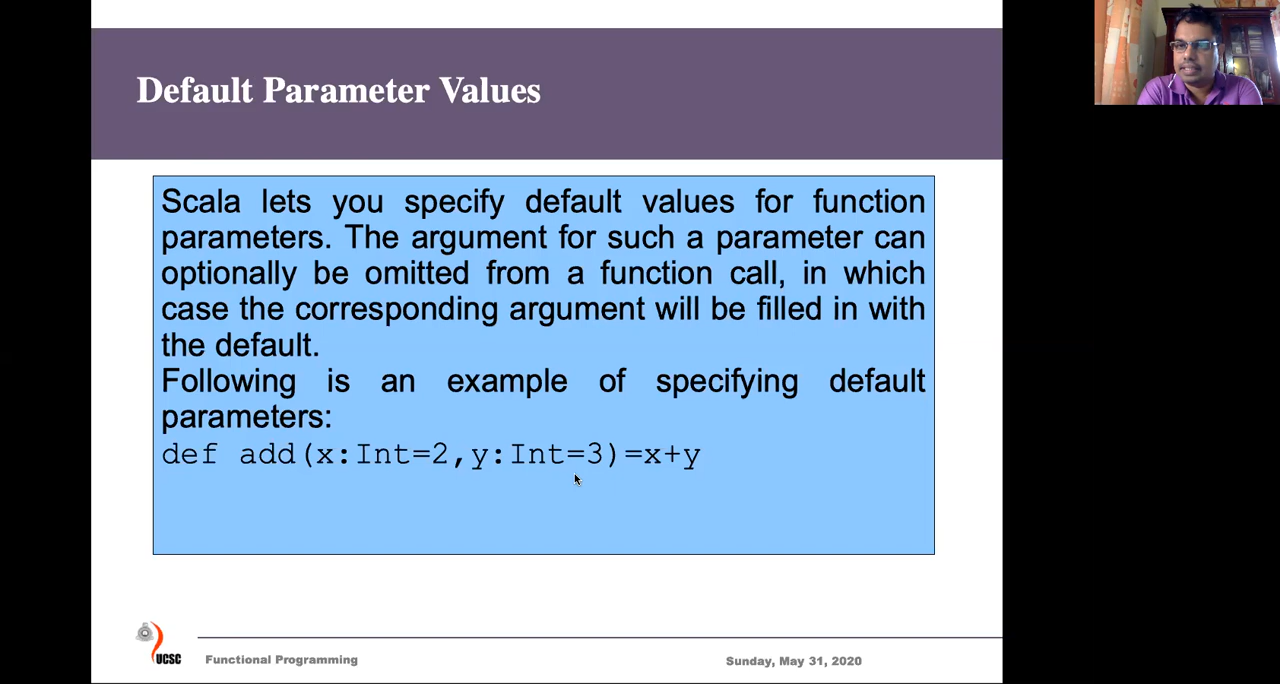 Default Parameter Values
Scala lets you specify default values for function
parameters. The argument for such a parameter can
optionally be omitted from a function call, in which
case the corresponding argument will be filled in with
the default.
Following is an example of specifying default
parameters:
def add(x:Int=2,y:Int=3)=x+y
UCSC
Functional Programming
Sunday, May 31, 2020